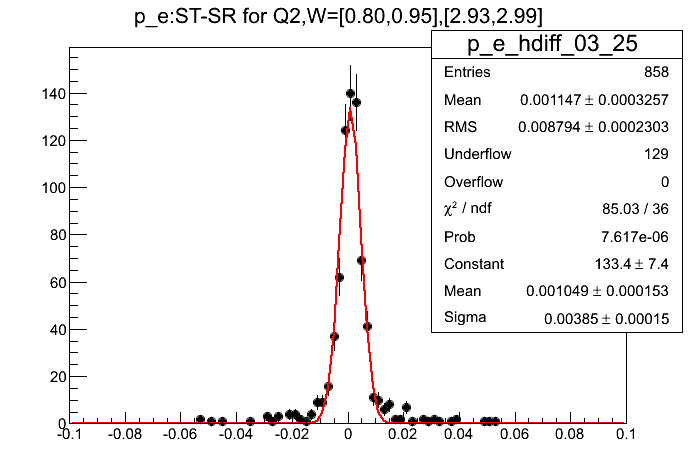 p_e:ST-SR for Q2,W=[0.80,0.95],[2.93,2.99]
p_e_hdiff_03_25
Entries 858
Mean 0.001147 ± 0.0003257
RMS 0.008794 ± 0.0002303
Underflow 129
Overflow 0
χ² / ndf 85.03 / 36
Prob 7.617e-06
Constant 133.4 ± 7.4
Mean 0.001049 ± 0.000153
Sigma 0.00385 ± 0.00015
140
120
100
80
60
40
20
0
-0.1 -0.08 -0.06 -0.04 -0.02 0 0.02 0.04 0.06 0.08 0.1